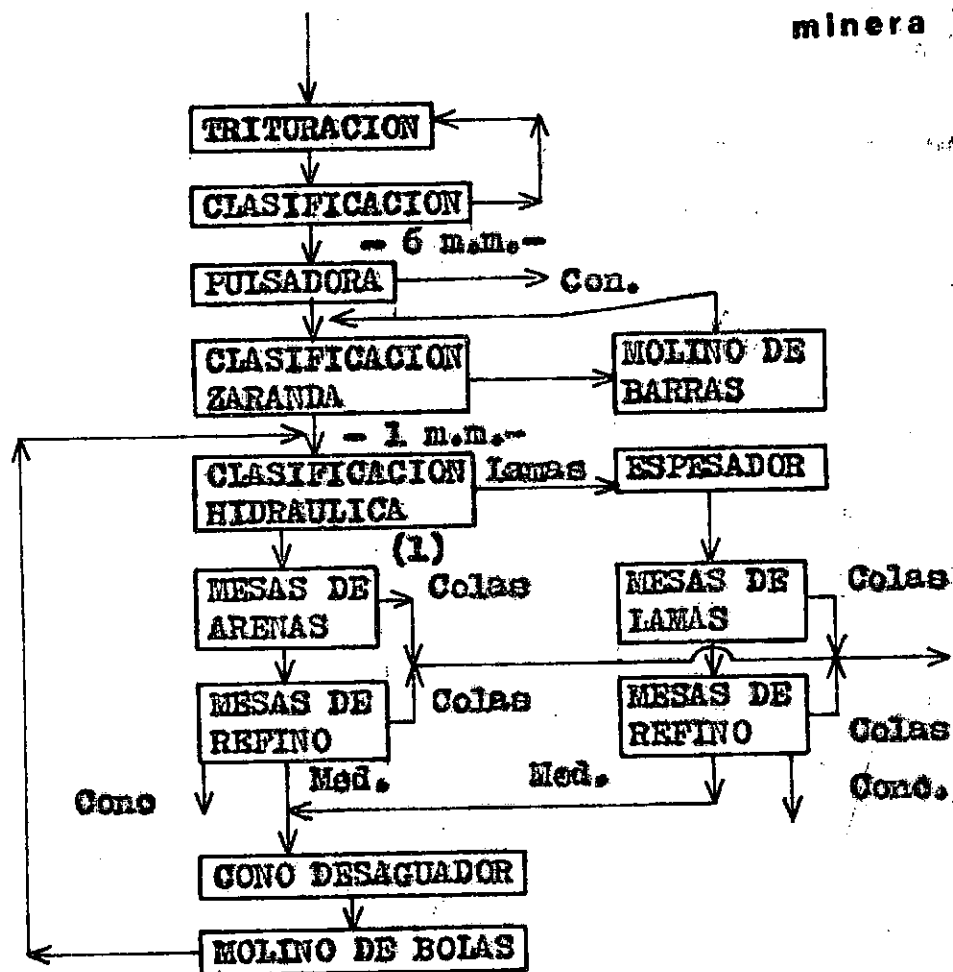 minera
TRITURACION
CLASIFICACION
- 6 m.m.-
PULSADORA
Con.
CLASIFICACION
ZARANDA
MOLINO DE
BARRAS
- 1 m.m.-
CLASIFICACION
HIDRAULICA
Lamas
ESPESADOR
(1)
MESAS DE
ARENAS
Colas
MESAS DE
LAMAS
Colas
MESAS DE
REFINO
Colas
MESAS DE
REFINO
Colas
Conc
Med.
Med.
Conc.
CONO DESAGUADOR
MOLINO DE BOLAS